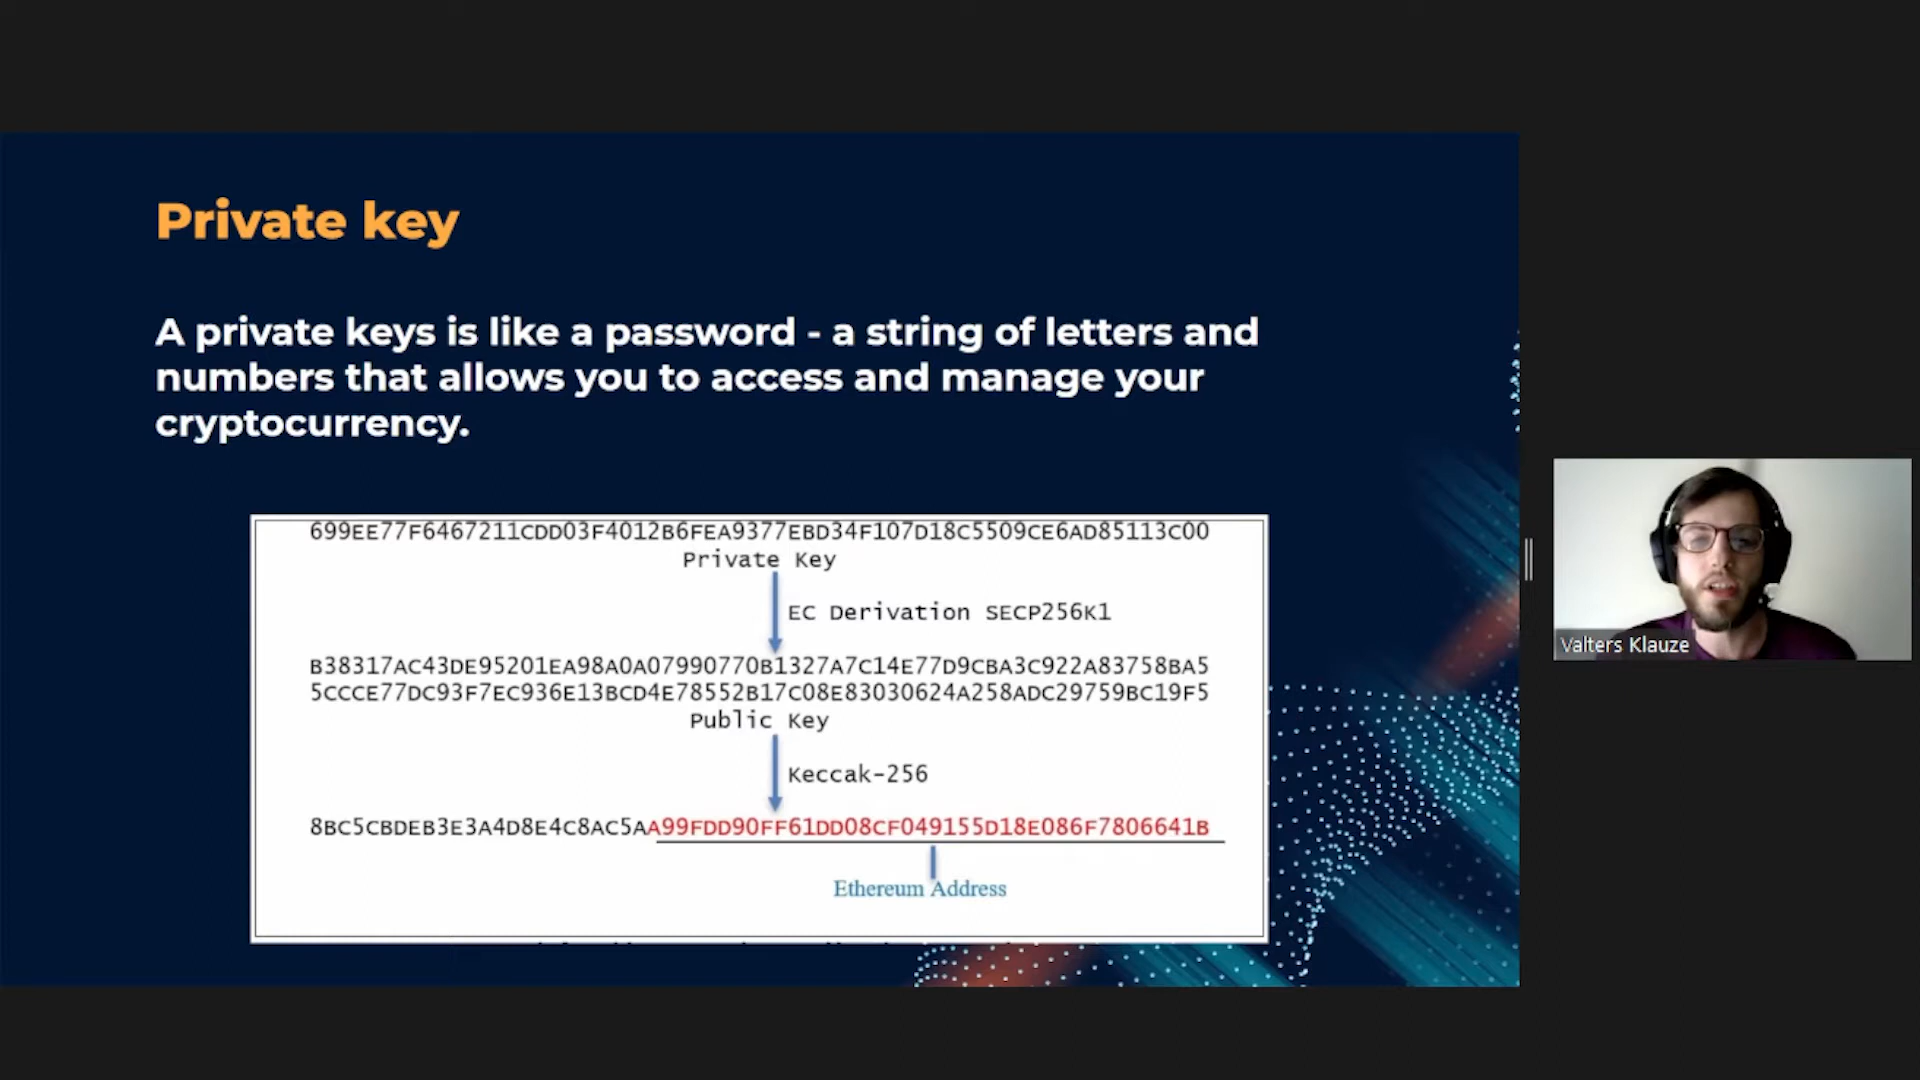 Private key
A private keys is like a password - a string of letters and
numbers that allows you to access and manage your
cryptocurrency.
699EE77F6467211CDD03F4012B6FEA9377EBD34F107D18C5509CE6AD85113C00
Private Key
EC Derivation SECP256K1
B38317AC43DE95201EA98A0A07990770B1327A7C14E77D9CBA3C922A83758BA5
5CCCE77DC93F7EC936E13BCD4E78552B17C08E83030624A258ADC29759BC19F5
Public Key
Keccak-256
8BC5CBDEB3E3A4D8E4C8AC5AA99FDD90FF61DD08CF049155D18E086F7806641B
Ethereum Address
Valters Klauze